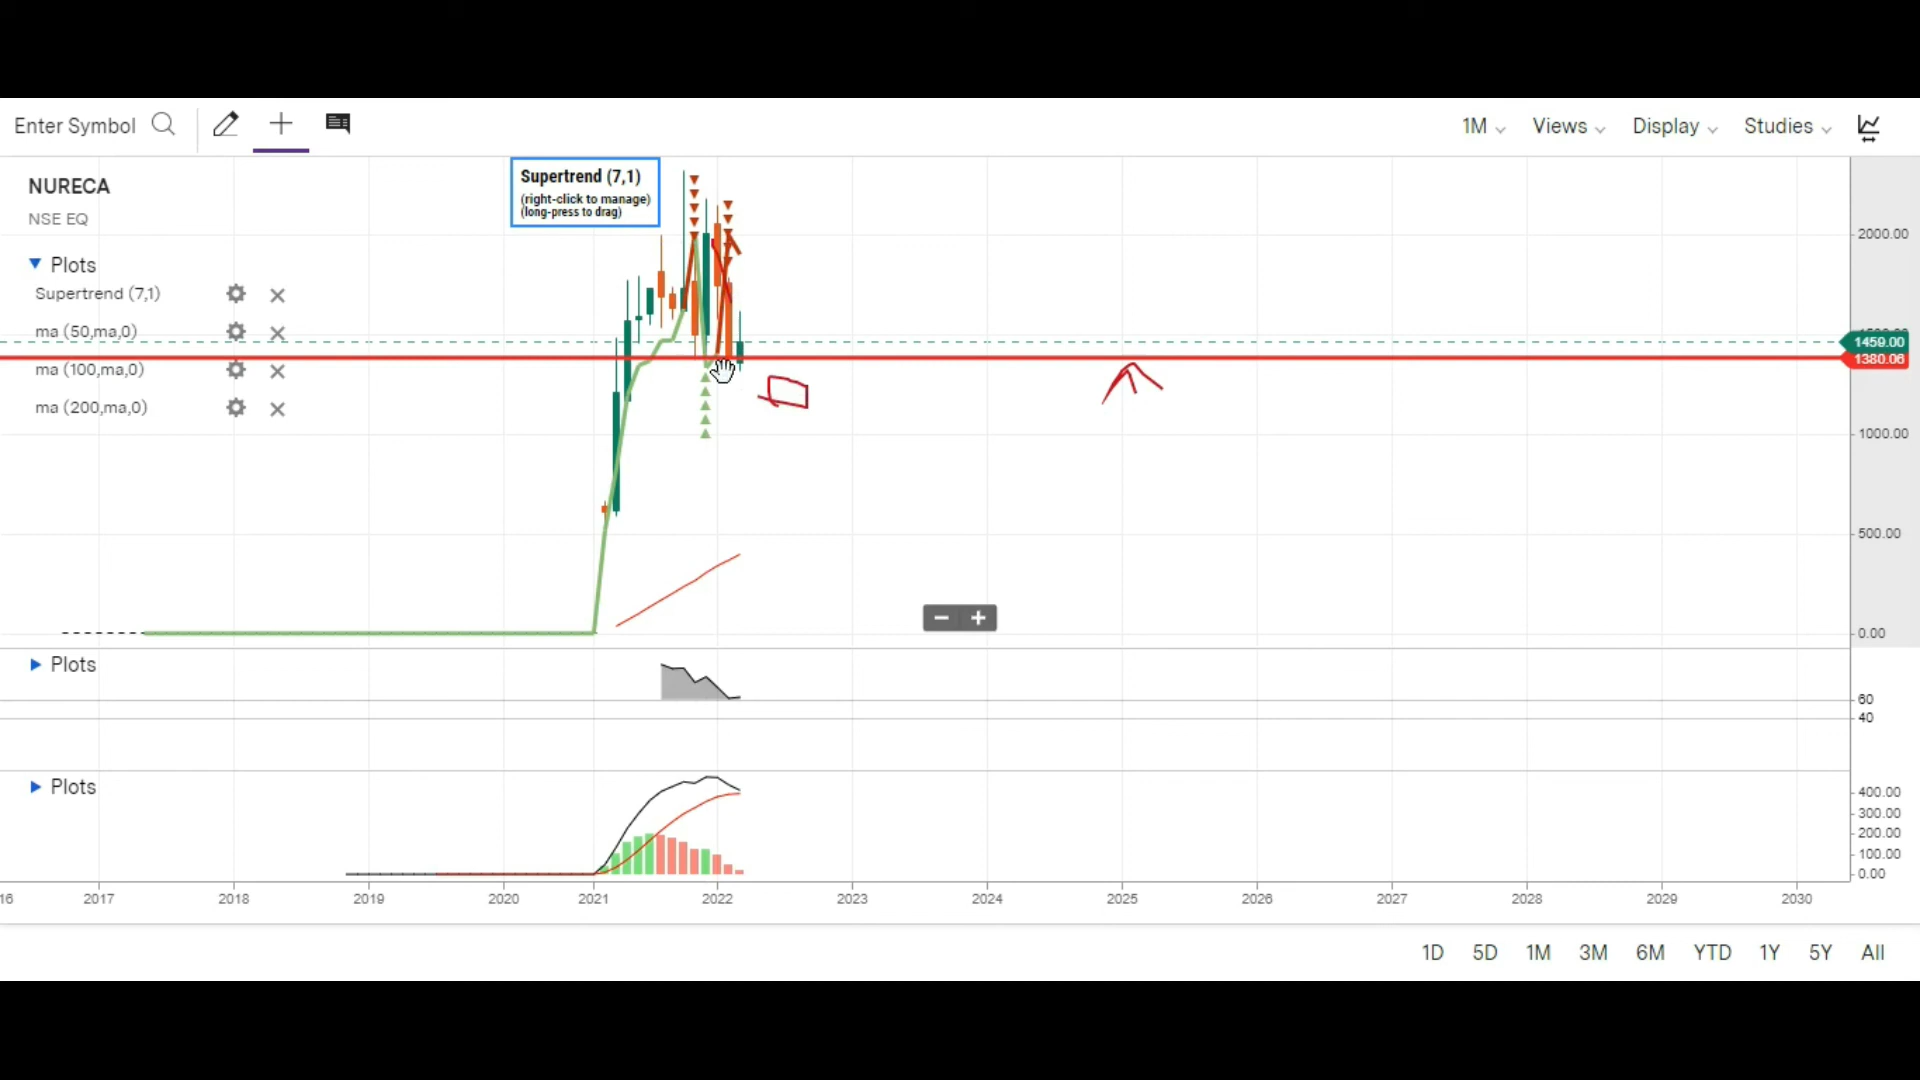 Enter Symbol
1M Views Display Studies
NURECA
NSE EQ
Plots
Supertrend (7,1)
ma (50,ma,0)
ma (100,ma,0)
ma (200,ma,0)
Supertrend (7,1)
(right-click to manage)
(long-press to drag)
2000.00
1459.00
1380.06
1000.00
500.00
0.00
Plots
60
40
Plots
400.00
300.00
200.00
100.00
0.00
16 2017 2018 2019 2020 2021 2022 2023 2024 2025 2026 2027 2028 2029 2030
1D 5D 1M 3M 6M YTD 1Y 5Y All